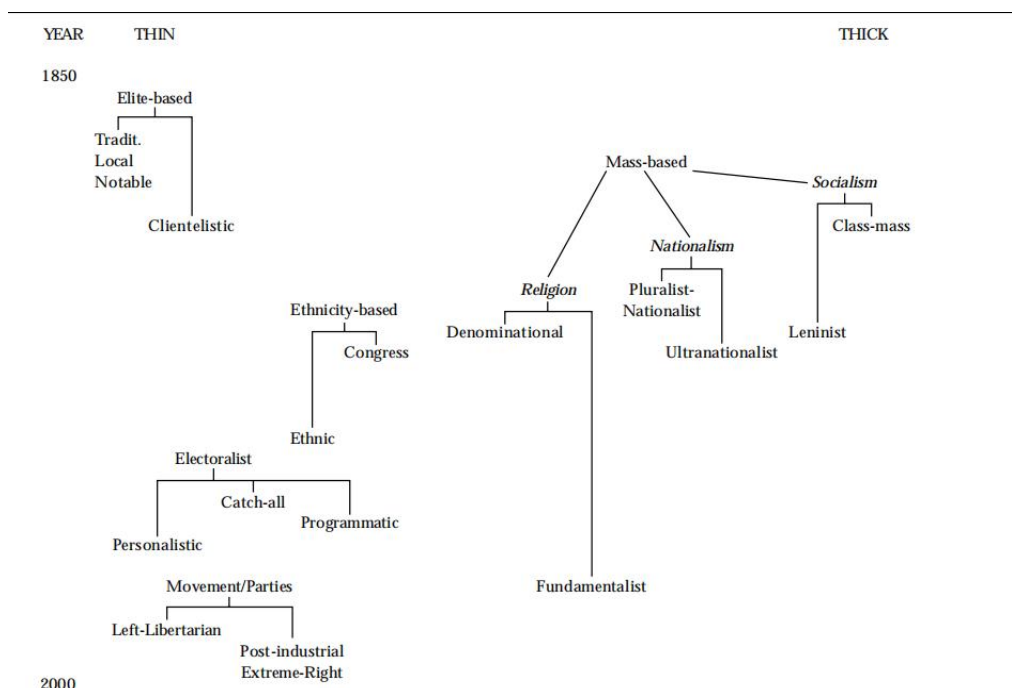 YEAR THIN THICK
1850
Elite-based
Tradit.
Local
Notable
Mass-based
Socialism
Clientelistic
Class-mass
Nationalism
Religion
Pluralist-
Nationalist
Ethnicity-based
Denominational
Leninist
Congress
Ultranationalist
Ethnic
Electoralist
Catch-all
Programmatic
Personalistic
Movement/Parties
Fundamentalist
Left-Libertarian
Post-industrial
Extreme-Right
2000